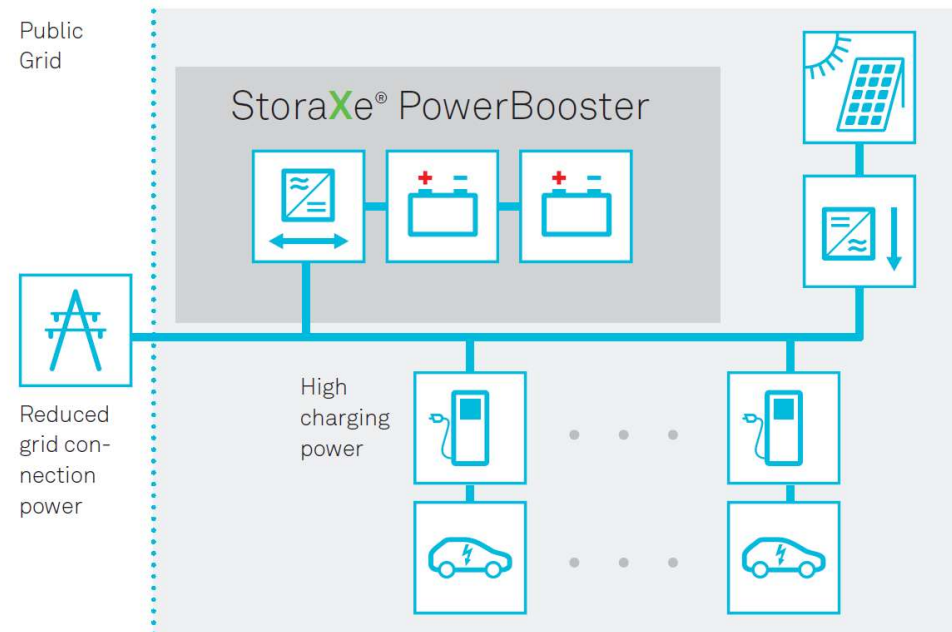 Public
Grid
StoraXe® PowerBooster
High
charging
power
Reduced
grid con-
nection
power